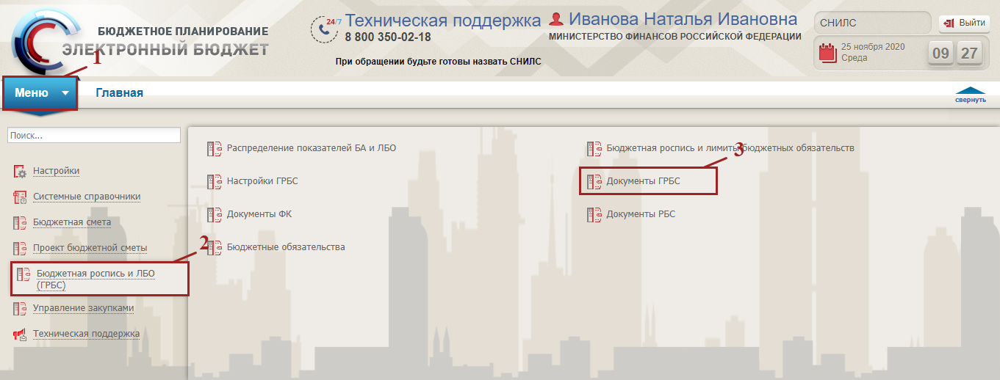 БЮДЖЕТНОЕ ПЛАНИРОВАНИЕ
ЭЛЕКТРОННЫЙ БЮДЖЕТ
24/7
Техническая поддержка
8 800 350-02-18
При обращении будьте готовы назвать СНИЛС
Иванова Наталья Ивановна
МИНИСТЕРСТВО ФИНАНСОВ РОССИЙСКОЙ ФЕДЕРАЦИИ
СНИЛС
Выйти
25 ноября 2020
Среда
09 27
1
Меню
Главная
свернуть
Поиск...
Настройки
Системные справочники
Бюджетная смета
Проект бюджетной сметы
2
Бюджетная роспись и ЛБО
(ГРБС)
Управление закупками
Техническая поддержка
Распределение показателей БА и ЛБО
Бюджетная роспись и лимиты бюджетных обязательств
3
Настройки ГРБС
Документы ГРБС
Документы ФК
Документы РБС
Бюджетные обязательства